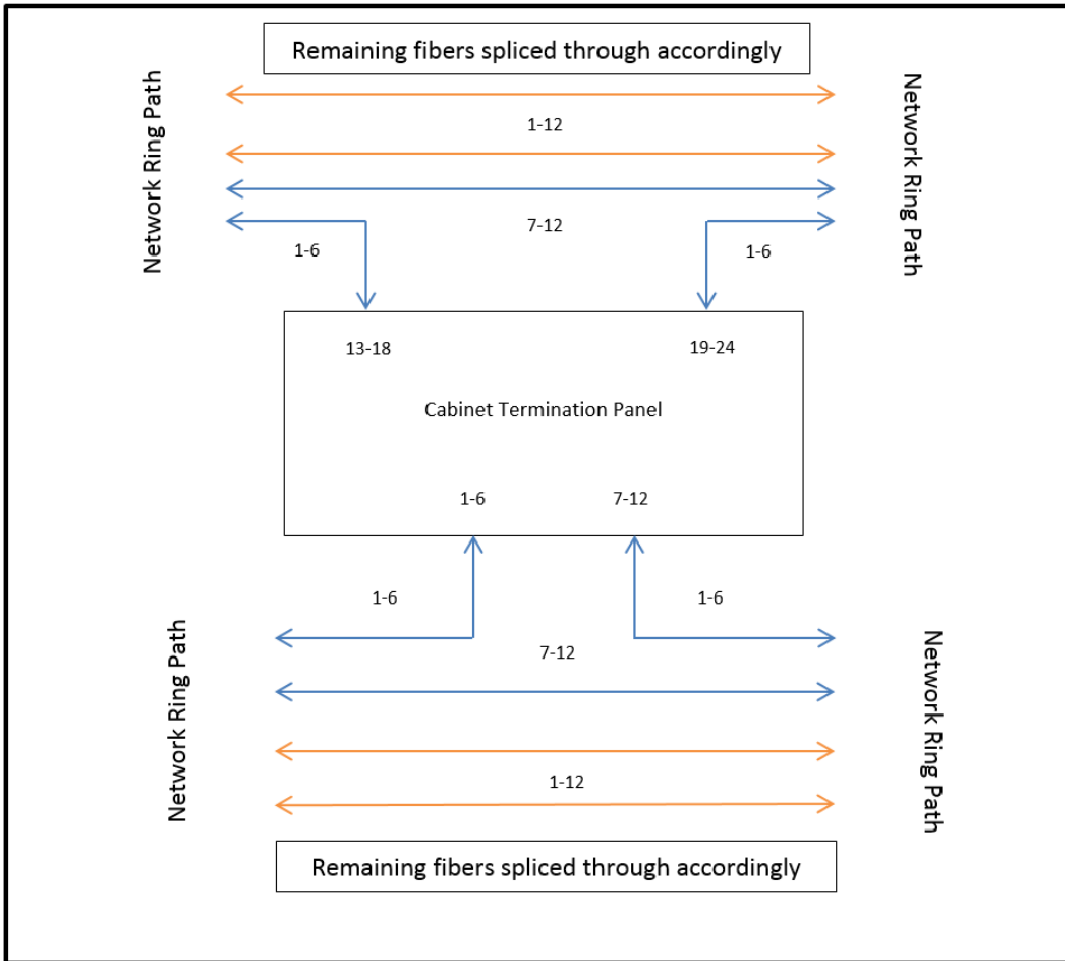 Remaining fibers spliced through accordingly
Network Ring Path
Network Ring Path
1-12
7-12
1-6
1-6
13-18
19-24
Cabinet Termination Panel
1-6
7-12
1-6
1-6
7-12
Network Ring Path
Network Ring Path
1-12
Remaining fibers spliced through accordingly